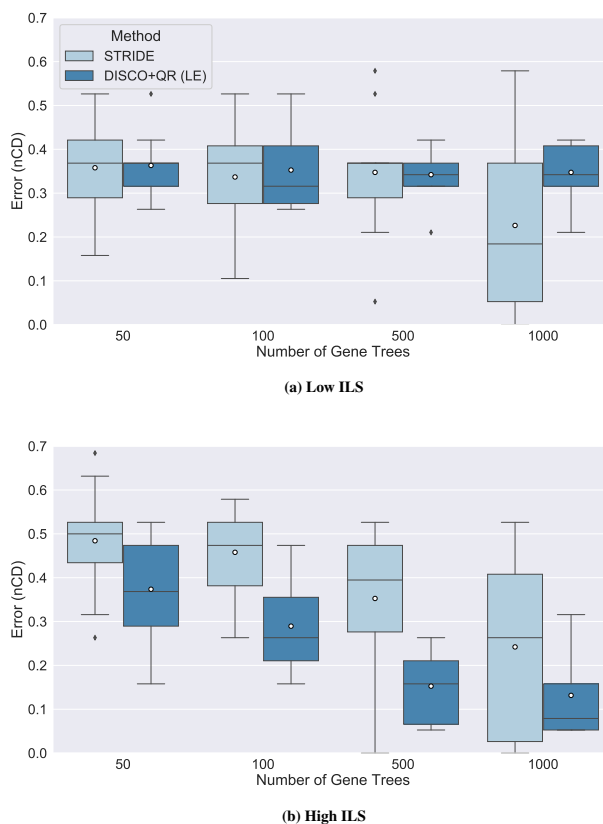 0.7
0.6
0.5
0.4
0.3
0.2
0.1
0.0
Error (nCD)
Method
STRIDE
DISCO+QR (LE)
50 100 500 1000
Number of Gene Trees
(a) Low ILS
0.7
0.6
0.5
0.4
0.3
0.2
0.1
0.0
Error (nCD)
50 100 500 1000
Number of Gene Trees
(b) High ILS